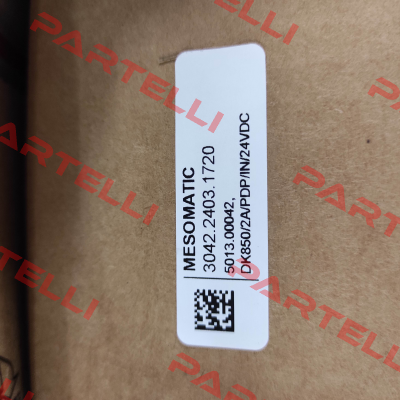 MESOMATIC
3042.2403.1720
5013.00042,
DK850/2A/PDP/IN/24VDC
PARTELLI
PARTELLI
PARTELLI
PARTELLI
PARTELLI